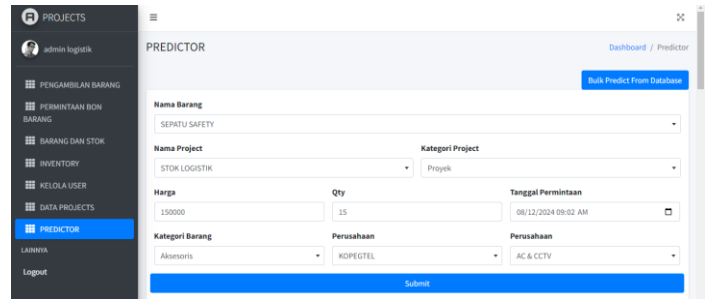 PROJECTS
admin logistik
PENGAMBILAN BARANG
PERMINTAAN BON
BARANG
BARANG DAN STOK
INVENTORY
KELOLA USER
DATA PROJECTS
PREDICTOR
LAINNYA
Logout
PREDICTOR
Dashboard / Predictor
Bulk Predict From Database
Nama Barang
SEPATU SAFETY
Nama Project Kategori Project
STOK LOGISTIK Proyek
Harga Qty Tanggal Permintaan
150000 15 08/12/2024 09:02 AM
Kategori Barang Perusahaan Perusahaan
Aksesoris KOPEGTEL AC & CCTV
Submit